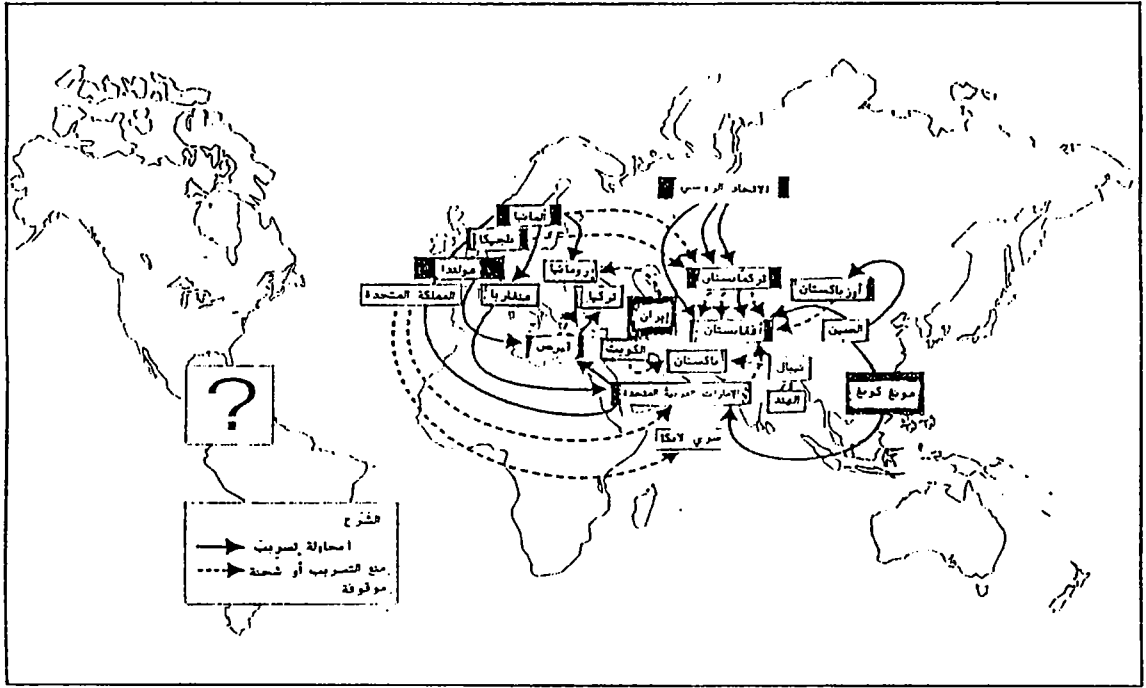 الاتحاد الروسي
ألمانيا
بلجيكا
هولندا
رومانيا
تركمانستان
أوزباكستان
المملكة المتحدة
هنغاريا
تركيا
إيران
أفغانستان
الصين
قبرص
الكويت
باكستان
نيبال
الإمارات العربية المتحدة
الهند
هونغ كونغ
سري لانكا
?
الشرح
محاولة تسريب
منع التسريب أو شحنة
موقوفة